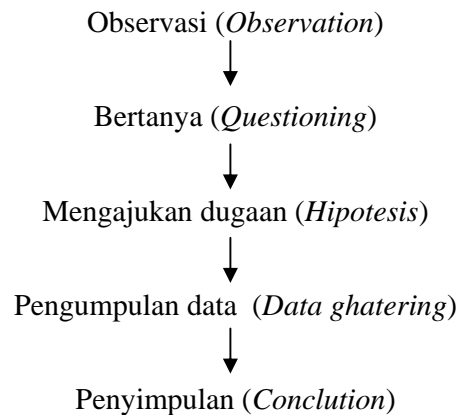 Observasi (Observation)
Bertanya (Questioning)
Mengajukan dugaan (Hipotesis)
Pengumpulan data (Data ghatering)
Penyimpulan (Conclution)